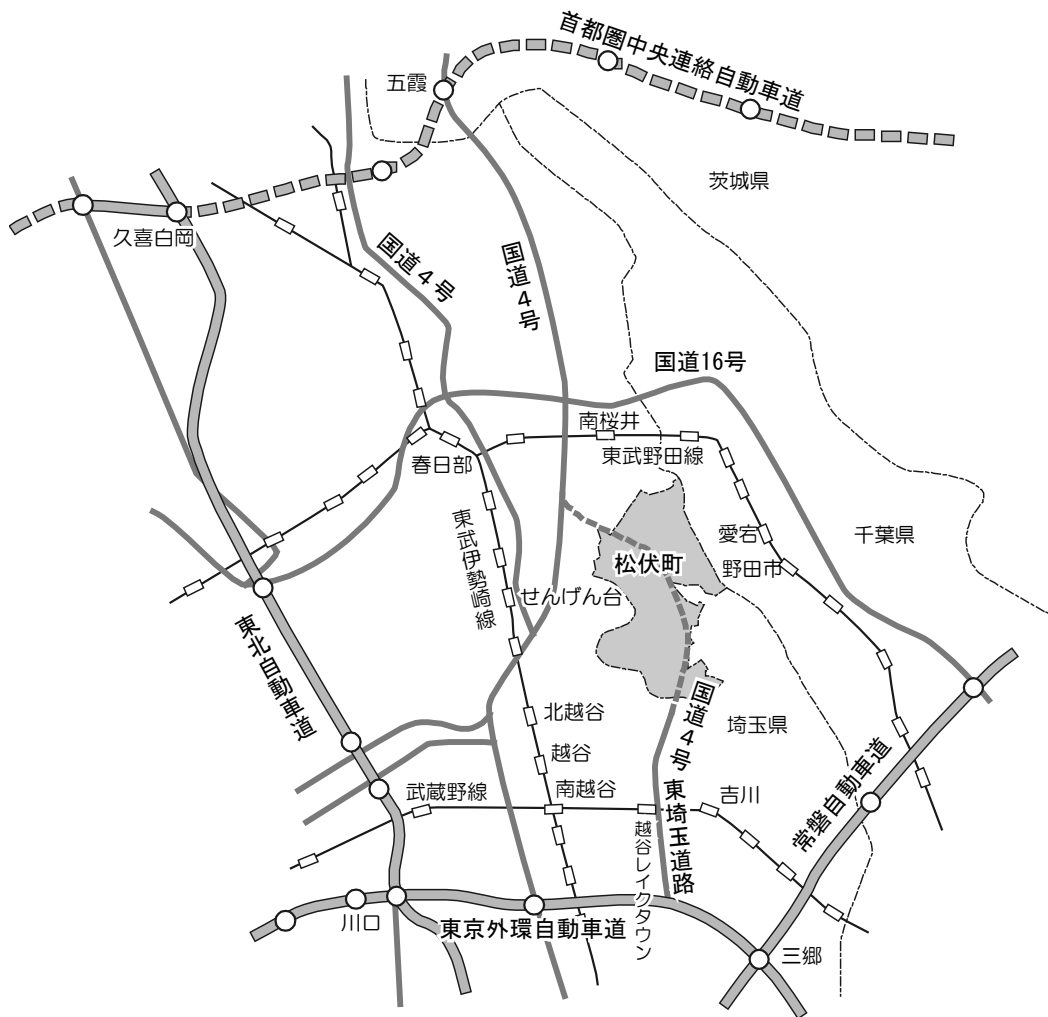 首都圏中央連絡自動車道
五霞
茨城県
久喜白岡
国道4号
国道4号
国道16号
南桜井
東武野田線
春日部
東武伊勢崎線
愛宕
野田市
千葉県
松伏町
せんげん台
東北自動車道
国道4号
東埼玉道路
北越谷
埼玉県
越谷
武蔵野線
南越谷
吉川
常磐自動車道
越谷レイクタウン
川口
東京外環自動車道
三郷